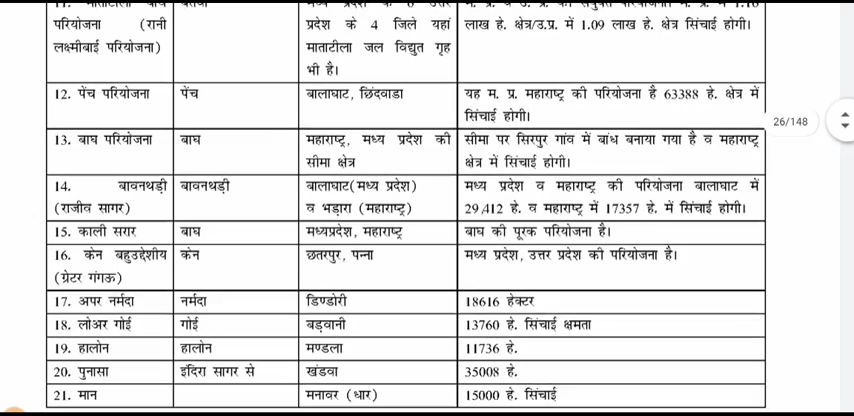 परियोजना (रानी
लक्ष्मीबाई परियोजना)
प्रदेश के 4 जिले यहां
माताटीला जल विद्युत गृह
भी है।
लाख हे. क्षेत्र/उ.प्र. में 1.09 लाख हे. क्षेत्र सिंचाई होगी।
12. पेंच परियोजना
पेंच
बालाघाट, छिंदवाडा
यह म. प्र. महाराष्ट्र की परियोजना है 63388 हे. क्षेत्र में
सिंचाई होगी।
26/148
13. बाघ परियोजना
बाघ
महाराष्ट्र, मध्य प्रदेश की
सीमा क्षेत्र
सीमा पर सिरपुर गांव में बांध बनाया गया है व महाराष्ट्र
क्षेत्र में सिंचाई होगी।
14. बावनथड़ी
(राजीव सागर)
बावनथड़ी
बालाघाट(मध्य प्रदेश)
व भड़ारा (महाराष्ट्र)
मध्य प्रदेश व महाराष्ट्र की परियोजना बालाघाट में
29,412 हे. व महाराष्ट्र में 17357 हे. में सिंचाई होगी।
15. काली सरार
बाघ
मध्यप्रदेश, महाराष्ट्र
बाघ की पूरक परियोजना है।
16. केन बहुउद्देशीय
(ग्रेटर गंगऊ)
केन
छतरपुर, पन्ना
मध्य प्रदेश, उत्तर प्रदेश की परियोजना है।
17. अपर नर्मदा
नर्मदा
डिण्डोरी
18616 हेक्टर
18. लोअर गोई
गोई
बड़वानी
13760 हे. सिंचाई क्षमता
19. हालोन
हालोन
मण्डला
11736 हे.
20. पुनासा
इंदिरा सागर से
खंडवा
35008 हे.
21. मान
मनावर (धार)
15000 हे. सिंचाई